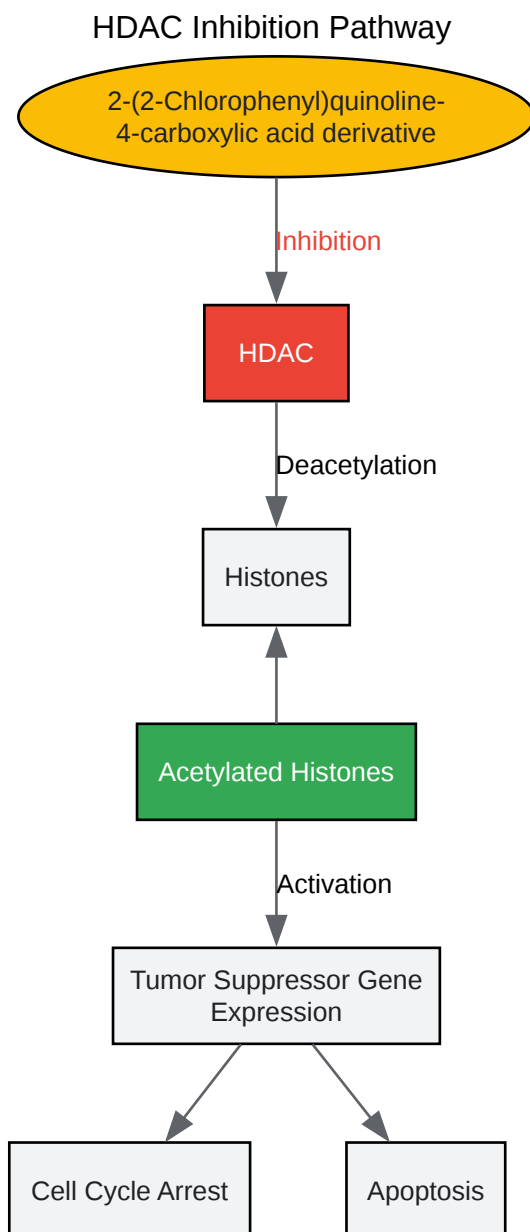 HDAC Inhibition Pathway
2-(2-Chlorophenyl)quinoline-
4-carboxylic acid derivative
Inhibition
HDAC
Deacetylation
Histones
Acetylated Histones
Activation
Tumor Suppressor Gene
Expression
Cell Cycle Arrest
Apoptosis